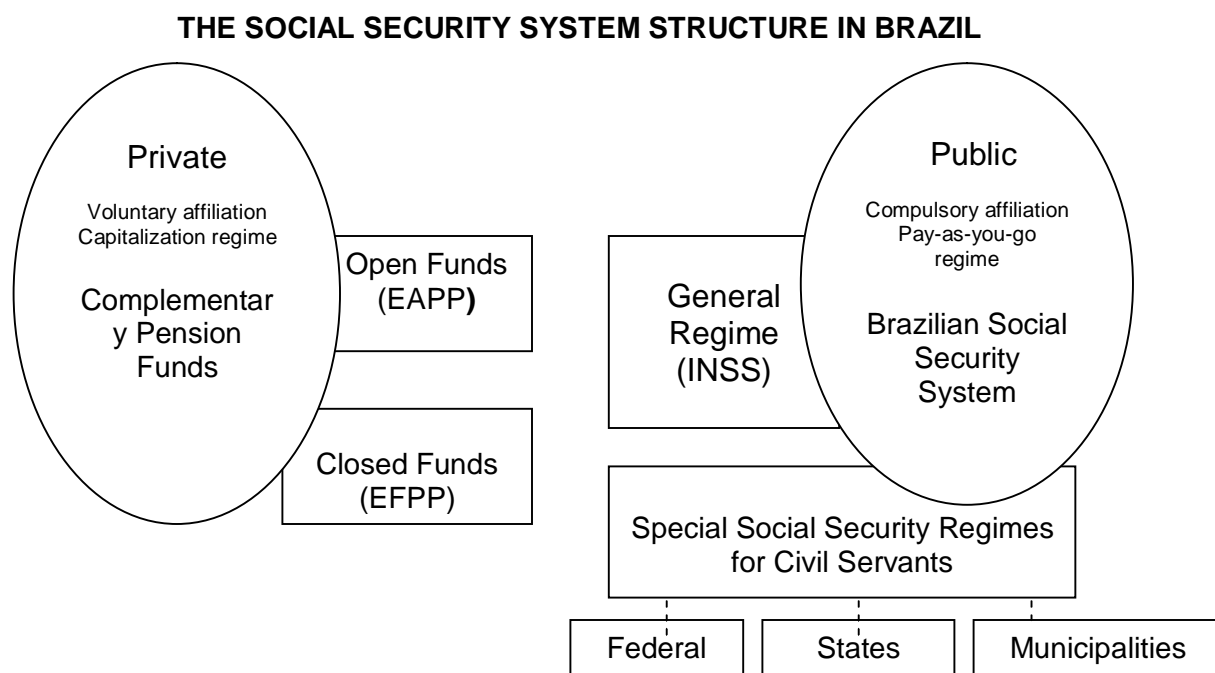 THE SOCIAL SECURITY SYSTEM STRUCTURE IN BRAZIL
Private
Voluntary affiliation
Capitalization regime
Complementar
y Pension
Funds
Open Funds
(EAPP)
Closed Funds
(EFPP)
General
Regime
(INSS)
Public
Compulsory affiliation
Pay-as-you-go
regime
Brazilian Social
Security
System
Special Social Security Regimes
for Civil Servants
Federal
States
Municipalities